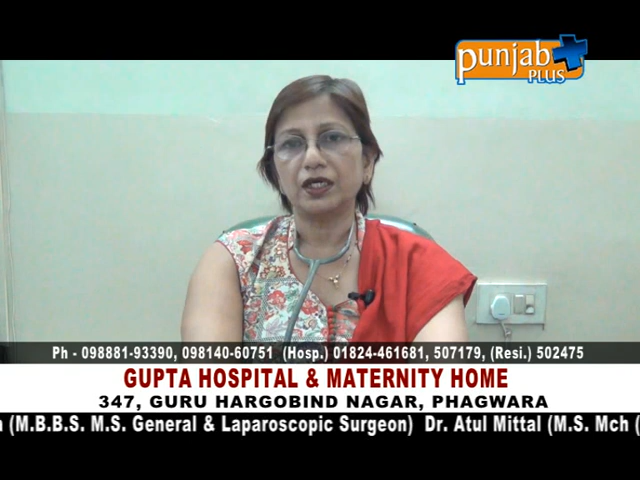 punjab
PLUS
Ph - 098881-93390, 098140-60751 (Hosp.) 01824-461681, 507179, (Resi.) 502475
GUPTA HOSPITAL & MATERNITY HOME
347, GURU HARGOBIND NAGAR, PHAGWARA
(M.B.B.S. M.S. General & Laparoscopic Surgeon) Dr. Atul Mittal (M.S. Mch (